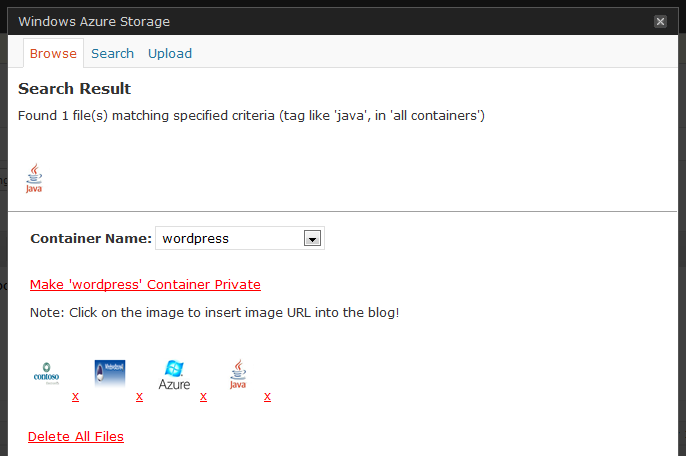 Windows Azure Storage
Browse Search Upload
Search Result
Found 1 file(s) matching specified criteria (tag like 'java', in 'all containers')
Java
Container Name: wordpress
Make 'wordpress' Container Private
Note: Click on the image to insert image URL into the blog!
contoso x x Azure x Java x
Delete All Files